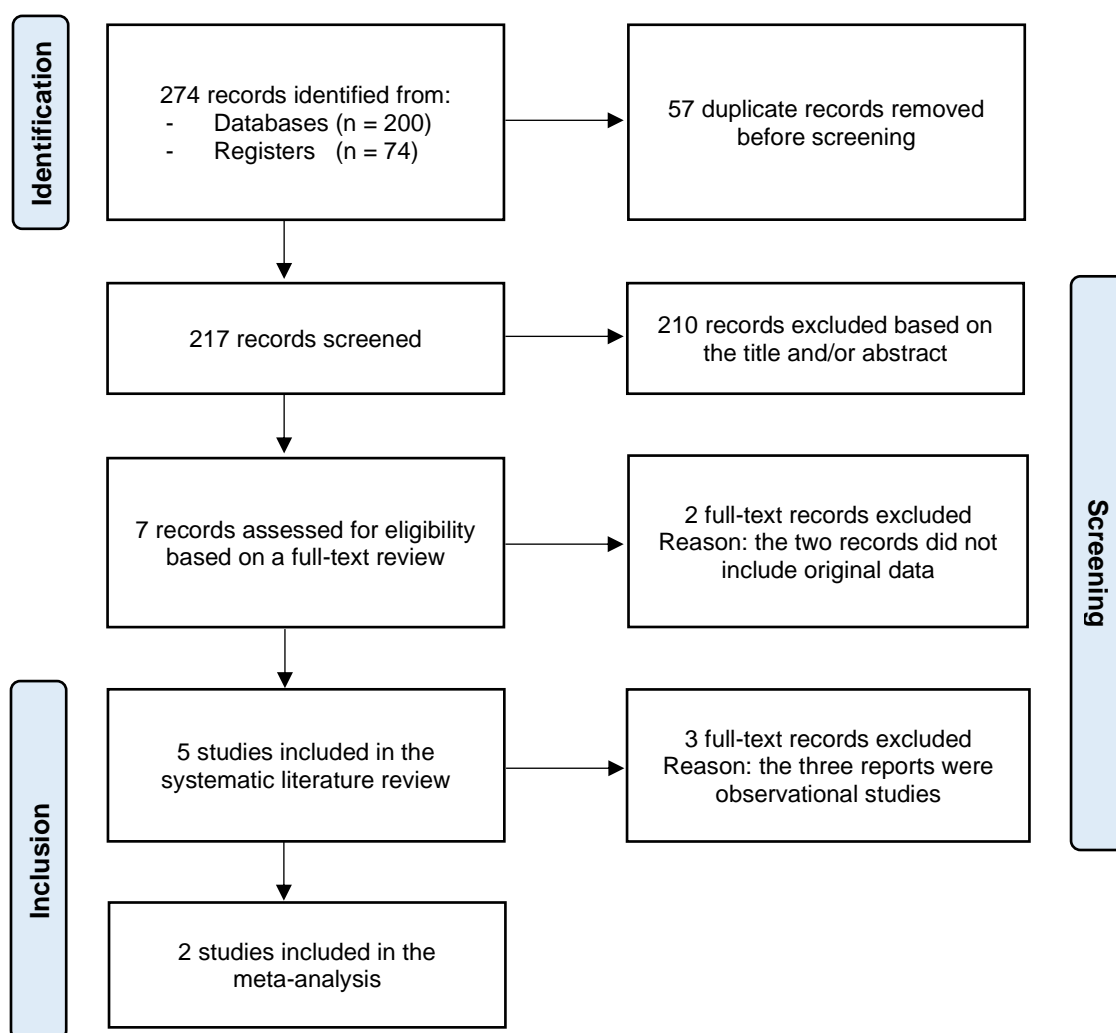 Identification
274 records identified from:
- Databases (n = 200)
- Registers (n = 74)
57 duplicate records removed
before screening
217 records screened
210 records excluded based on
the title and/or abstract
Screening
7 records assessed for eligibility
based on a full-text review
2 full-text records excluded
Reason: the two records did not
include original data
Inclusion
5 studies included in the
systematic literature review
3 full-text records excluded
Reason: the three reports were
observational studies
2 studies included in the
meta-analysis